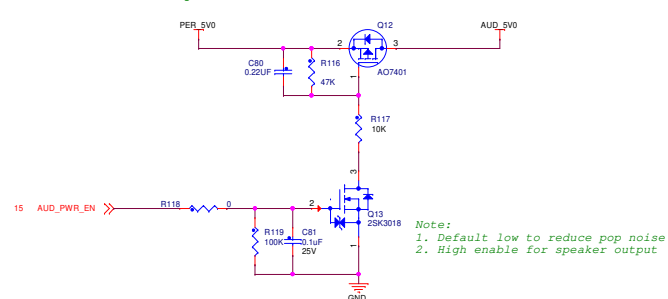 Q12
PER_5V0
AUD_5V0
2
3
C80
0.22UF
R116
47K
1
AO7401
R117
10K
3
15 AUD_PWR_EN
R118
0
2
Q13
2SK3018
R119
100K
C81
0.1uF
25V
1
GND
Note:
1. Default low to reduce pop noise
2. High enable for speaker output